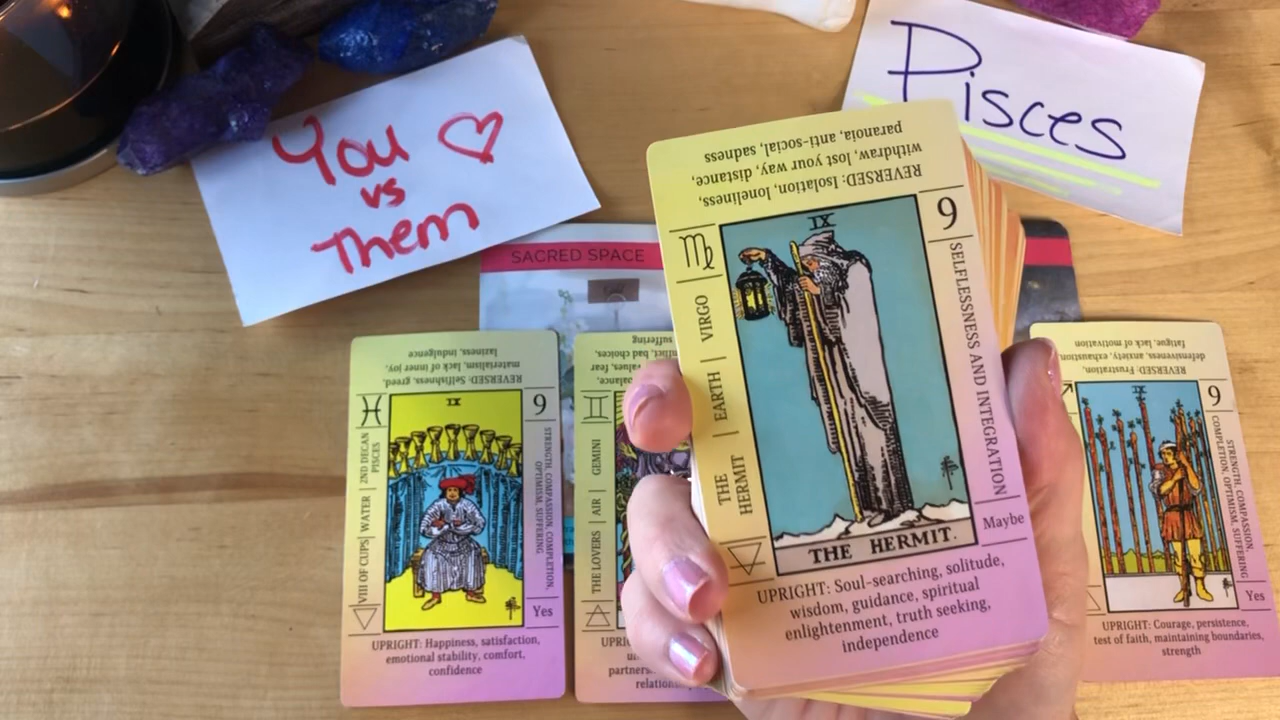 You
vs
Them
Pisces
SACRED SPACE
REVERSED: Isolation, loneliness,
withdraw, lost your way, distance,
paranoia, anti-social, sadness
9
IX
THE HERMIT | EARTH | VIRGO
SELFLESSNESS AND INTEGRATION
Maybe
THE HERMIT.
UPRIGHT: Soul-searching, solitude,
wisdom, guidance, spiritual
enlightenment, truth seeking,
independence
REVERSED: Selfishness, greed,
materialism, lack of inner joy,
laziness, indulgence
9
IX
VIII OF CUPS | WATER | 2ND DECAN PISCES
STRENGTH, COMPASSION, COMPLETION,
OPTIMISM, SUFFERING
Yes
UPRIGHT: Happiness, satisfaction,
emotional stability, comfort,
confidence
bad choices,
suffering
THE LOVERS | AIR | GEMINI
REVERSED: Frustration,
defensiveness, anxiety, exhaustion,
fatigue, lack of motivation
9
IX
STRENGTH, COMPASSION,
COMPLETION, OPTIMISM, SUFFERING
Yes
UPRIGHT: Courage, persistence,
test of faith, maintaining boundaries,
strength